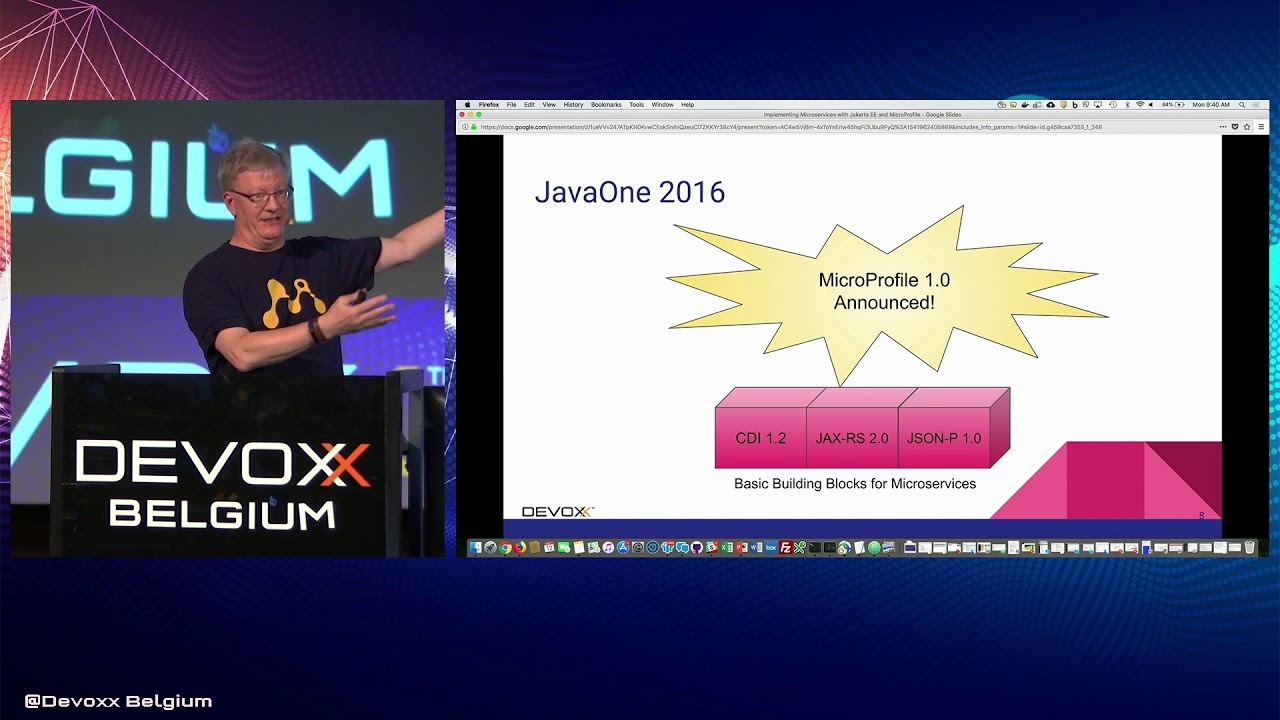 LGIUM
DEVOXX
BELGIUM
Firefox File Edit View History Bookmarks Tools Window Help
84%
Mon 9:40 AM
Implementing Microservices with Jakarta EE and MicroProfile - Google Slides
JavaOne 2016
MicroProfile 1.0
Announced!
CDI 1.2 JAX-RS 2.0 JSON-P 1.0
Basic Building Blocks for Microservices
DEVOXX
8
@Devoxx Belgium